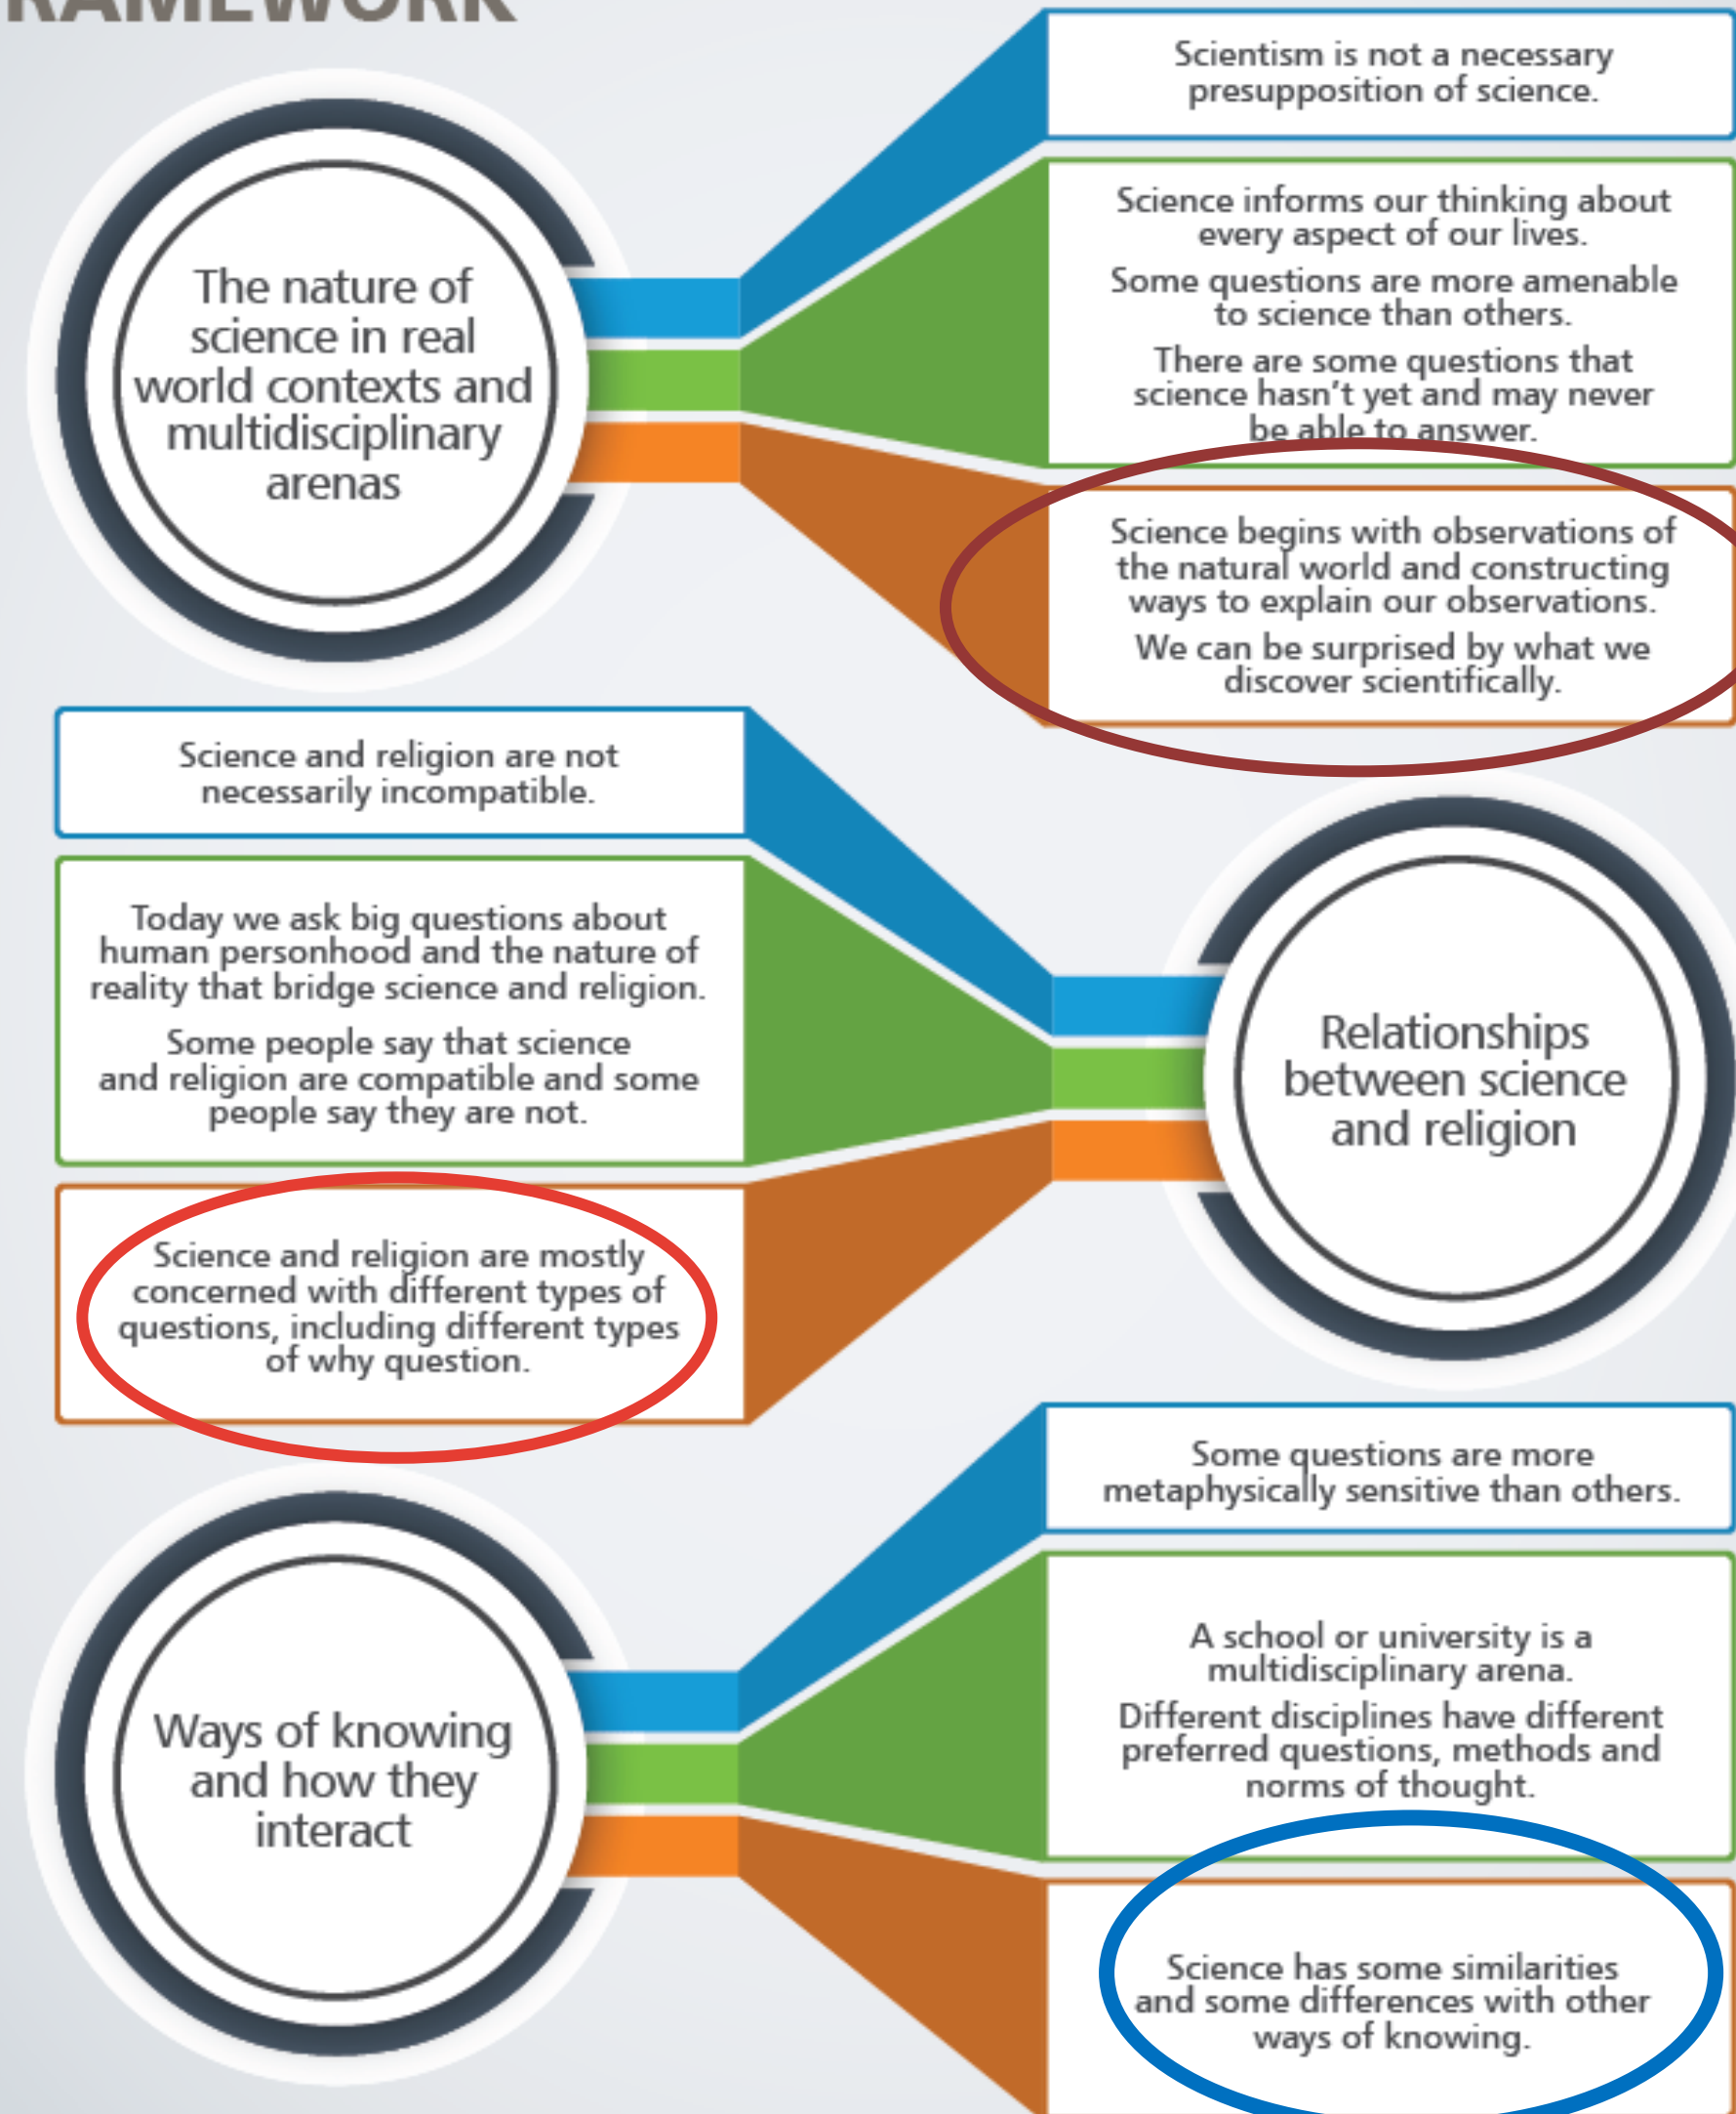 RAMEWORK
The nature of
science in real
world contexts and
multidisciplinary
arenas
Scientism is not a necessary
presupposition of science.
Science informs our thinking about
every aspect of our lives.
Some questions are more amenable
to science than others.
There are some questions that
science hasn't yet and may never
be able to answer.
Science begins with observations of
the natural world and constructing
ways to explain our observations.
We can be surprised by what we
discover scientifically.
Relationships
between science
and religion
Science and religion are not
necessarily incompatible.
Today we ask big questions about
human personhood and the nature of
reality that bridge science and religion.
Some people say that science
and religion are compatible and some
people say they are not.
Science and religion are mostly
concerned with different types of
questions, including different types
of why question.
Ways of knowing
and how they
interact
Some questions are more
metaphysically sensitive than others.
A school or university is a
multidisciplinary arena.
Different disciplines have different
preferred questions, methods and
norms of thought.
Science has some similarities
and some differences with other
ways of knowing.